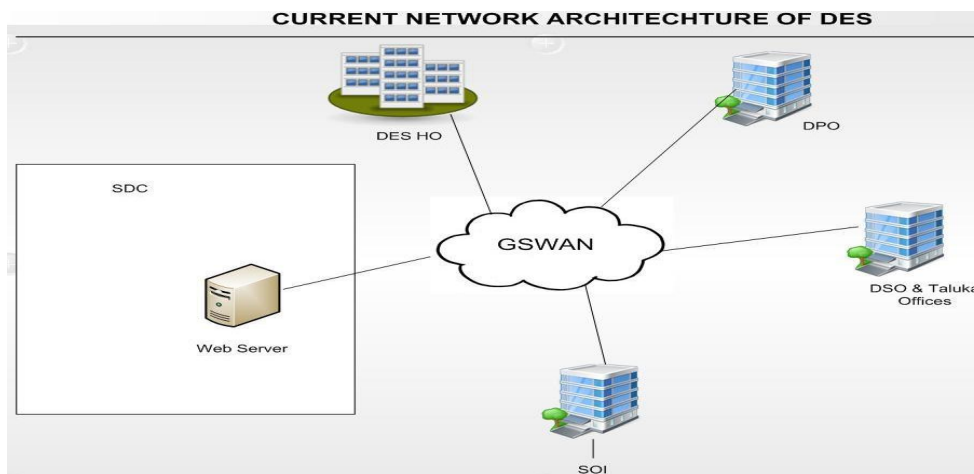 CURRENT NETWORK ARCHITECHTURE OF DES
DES HO
DPO
SDC
GSWAN
DSO & Taluka
Offices
Web Server
SOI